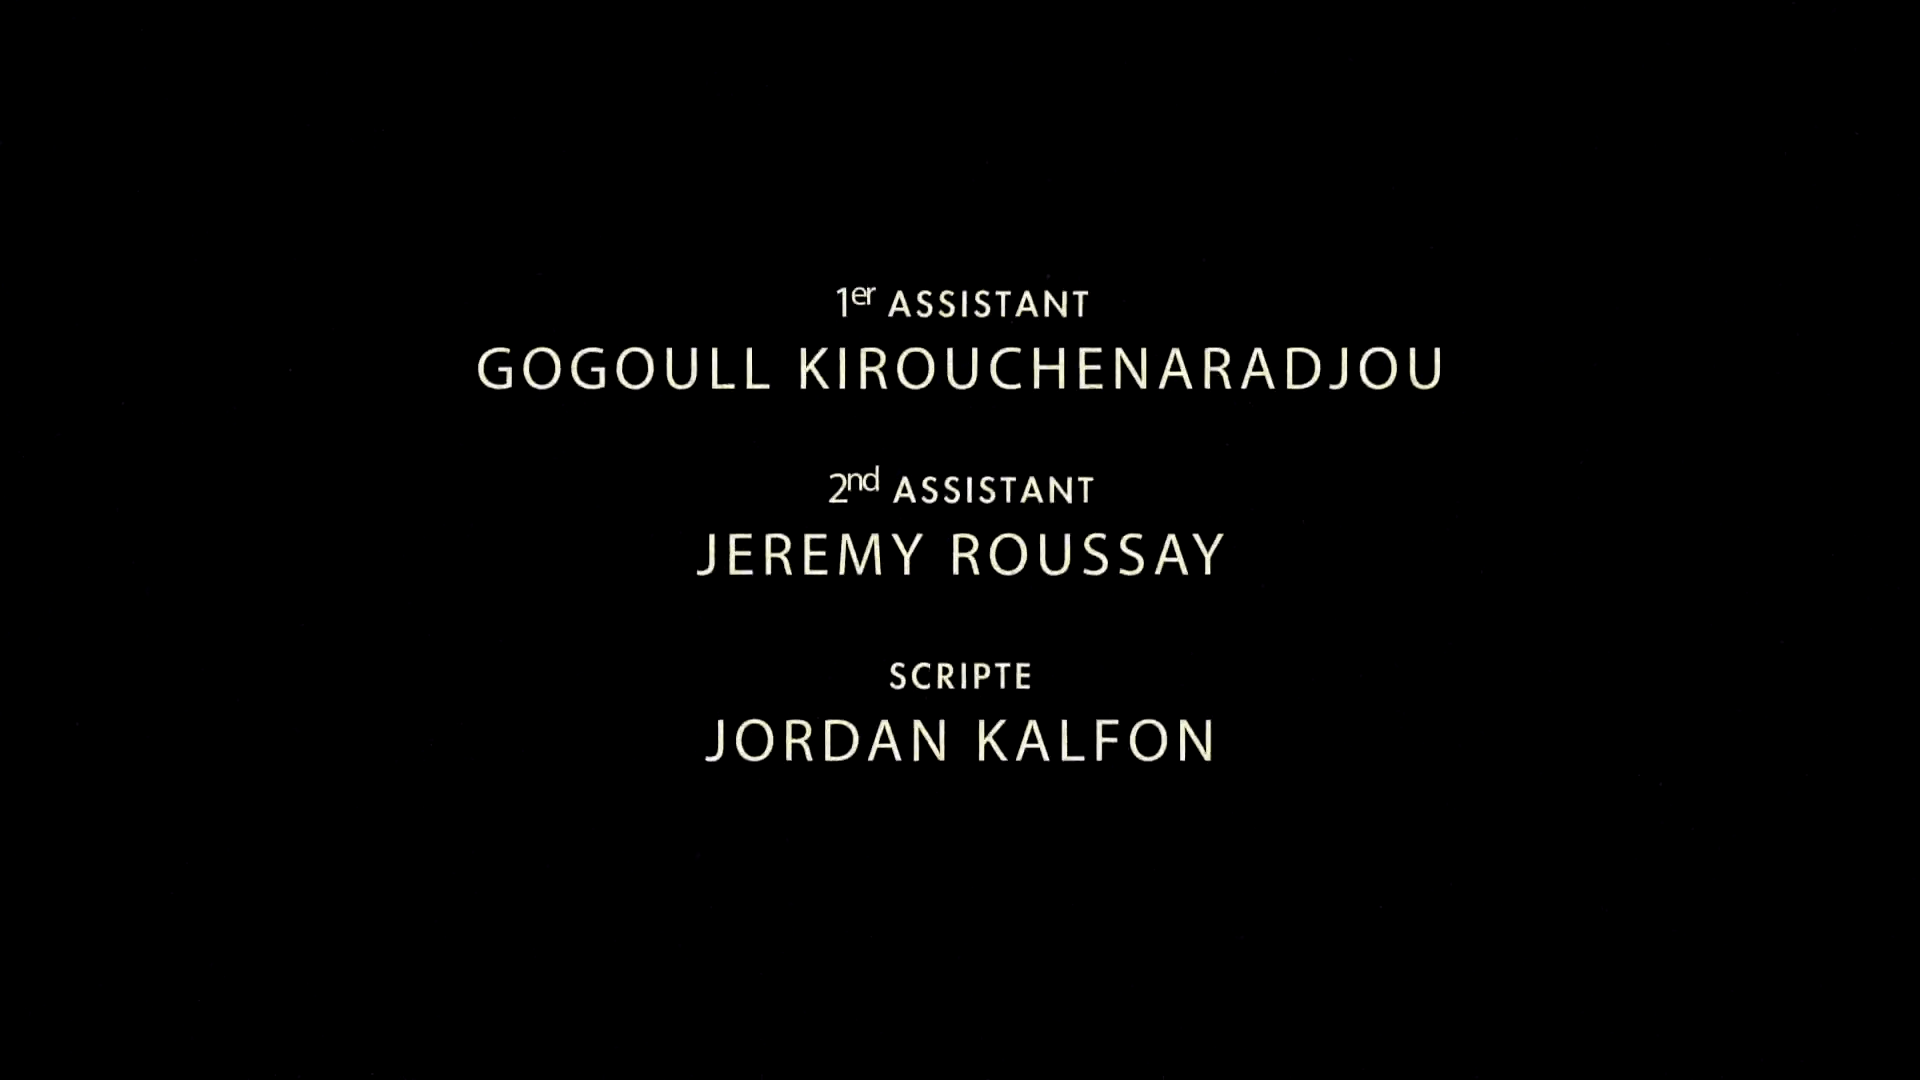 1er ASSISTANT
GOGOULL KIROUCHENARADJOU
2nd ASSISTANT
JEREMY ROUSSAY
SCRIPTE
JORDAN KALFON